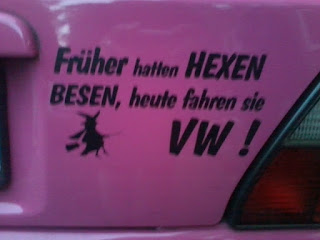 Früher hatten HEXEN
BESEN, heute fahren sie
VW !